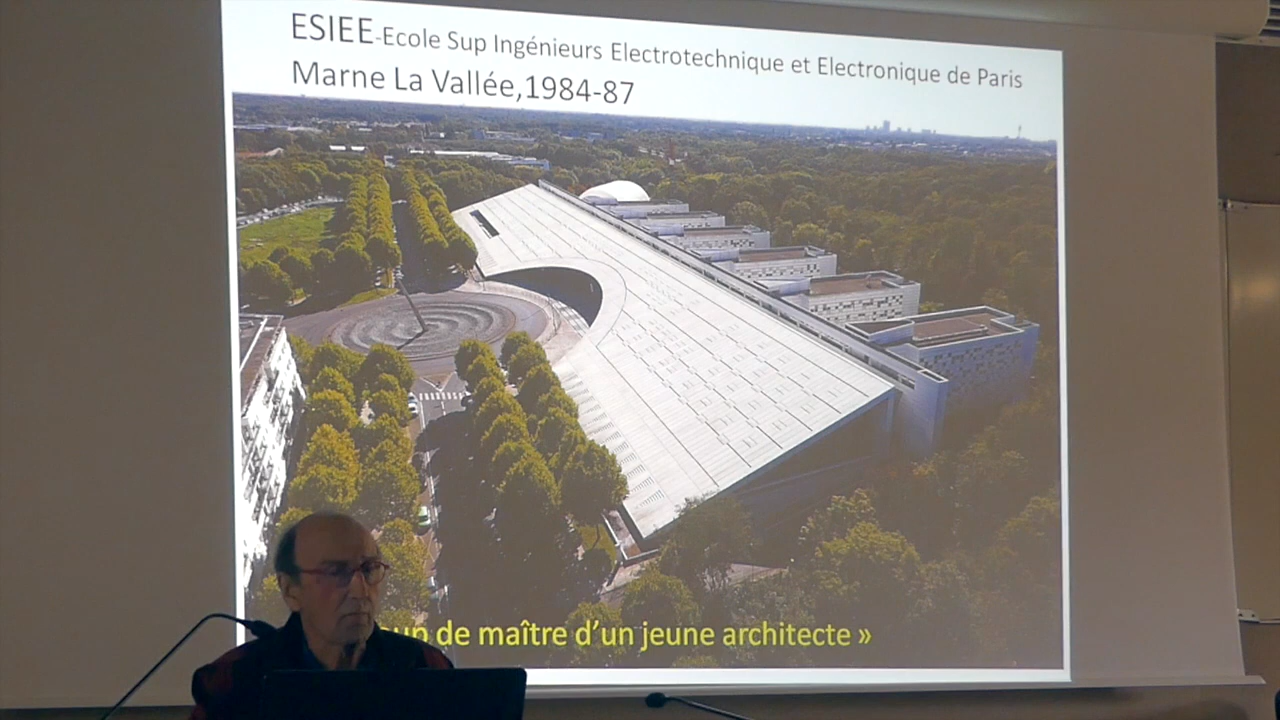 ESIEE-Ecole Sup Ingénieurs Electrotechnique et Electronique de Paris
Marne La Vallée,1984-87
de maître d’un jeune architecte »